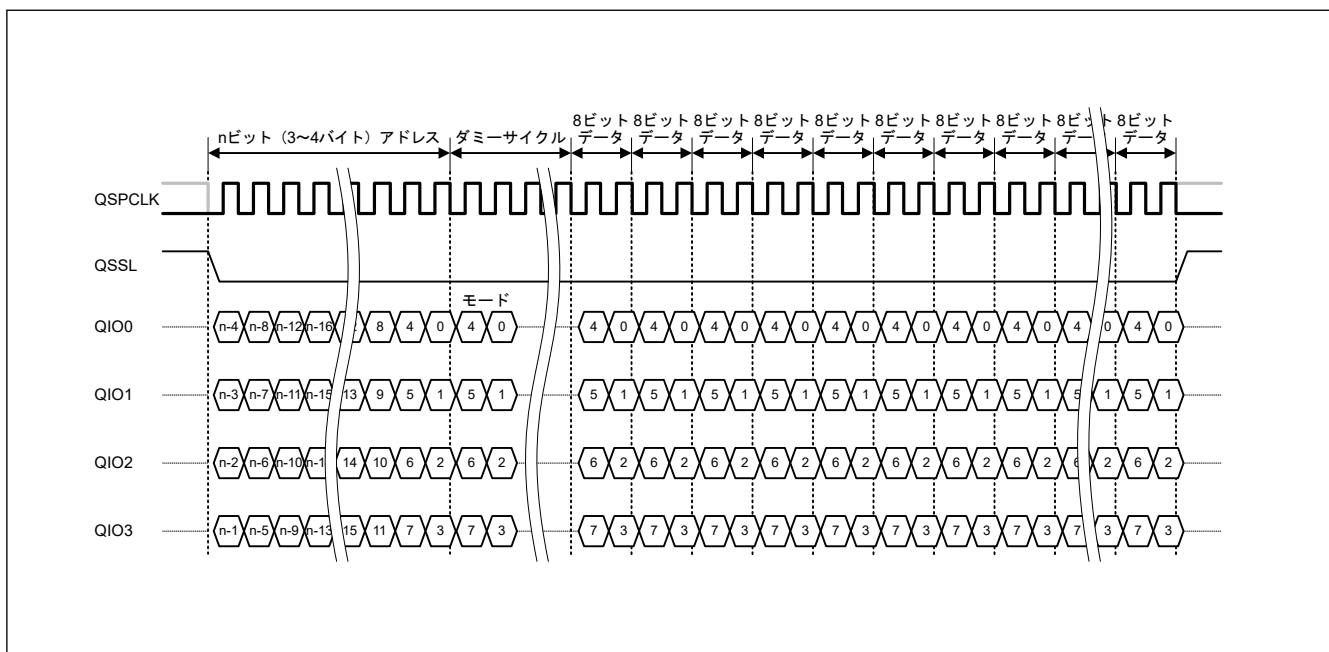 8ビット 8ビット 8ビット 8ビット 8ビット 8ビット 8ビット 8ビット 8ビット 8ビット
nビット（3～4バイト）アドレス ダミーサイクル データ データ データ データ データ データ データ データ データ データ
QSPCLK
QSSL
モード
QIO0 n-4 n-8 n-12 n-16 8 4 0 4 0 4 0 4 0 4 0 4 0 4 0 4 0 4 0 4 0 4 0 4 0
QIO1 n-3 n-7 n-11 n-15 13 9 5 1 5 1 5 1 5 1 5 1 5 1 5 1 5 1 5 1 5 1 5 1 5 1
QIO2 n-2 n-6 n-10 14 10 6 2 6 2 6 2 6 2 6 2 6 2 6 2 6 2 6 2 6 2 6 2 6 2
QIO3 n-1 n-5 n-9 n-13 15 11 7 3 7 3 7 3 7 3 7 3 7 3 7 3 7 3 7 3 7 3 7 3 7 3